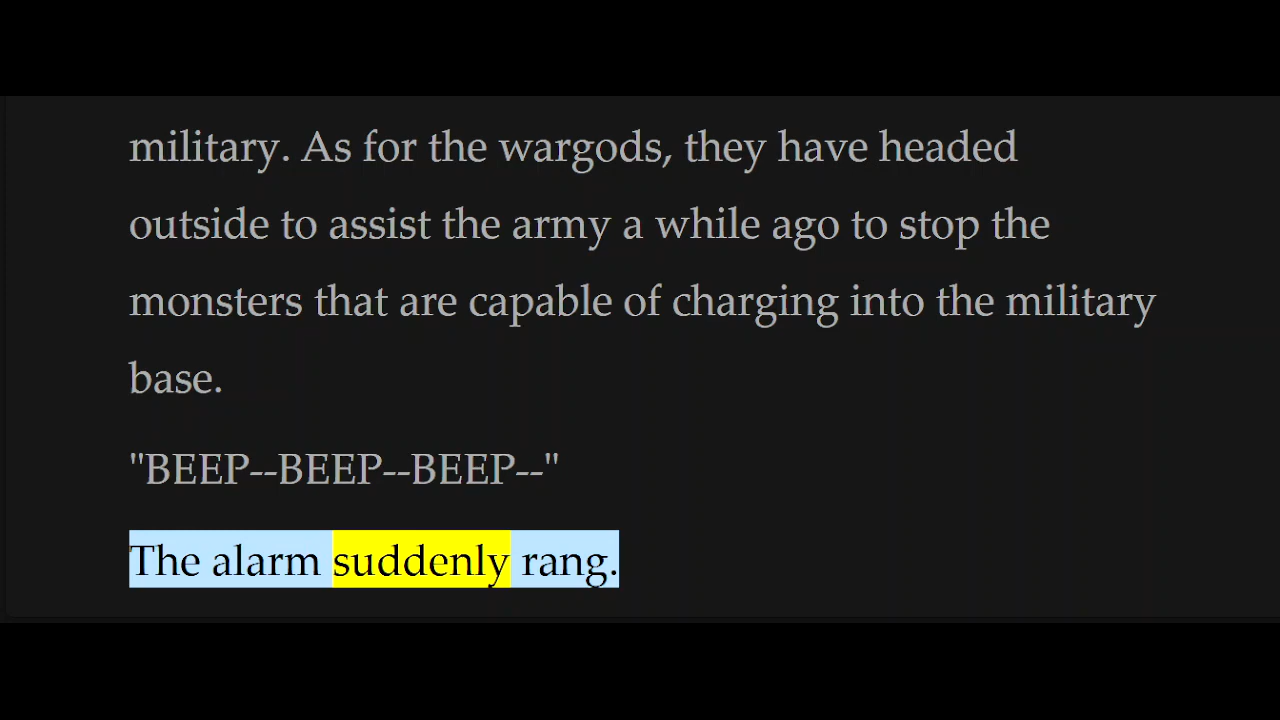 military. As for the wargods, they have headed
outside to assist the army a while ago to stop the
monsters that are capable of charging into the military
base.
"BEEP--BEEP--BEEP--"
The alarm suddenly rang.